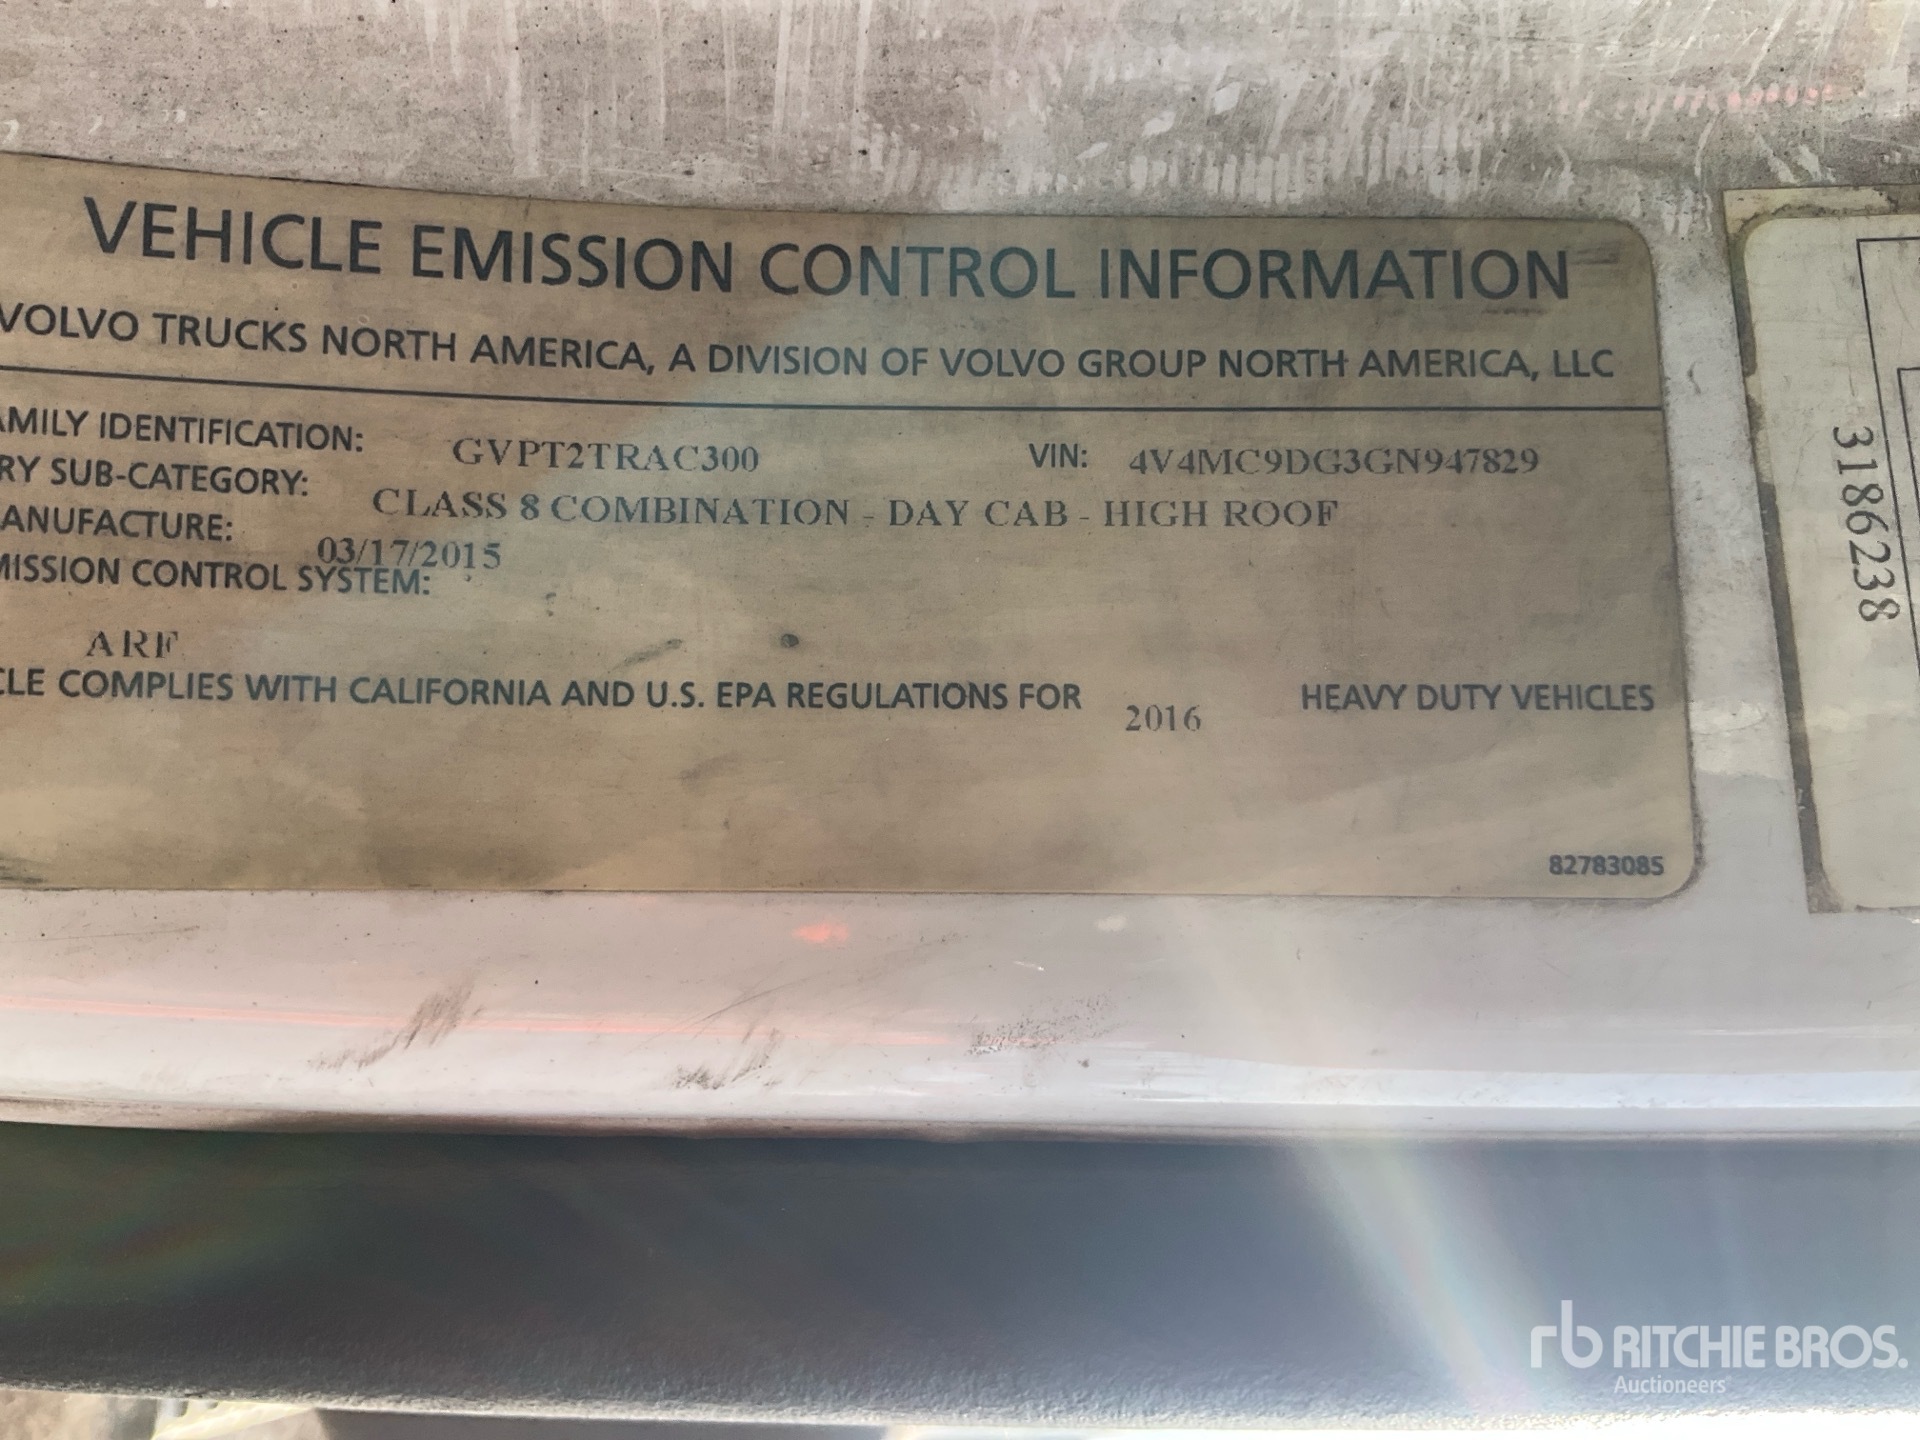 VEHICLE EMISSION CONTROL INFORMATION
VOLVO TRUCKS NORTH AMERICA, A DIVISION OF VOLVO GROUP NORTH AMERICA, LLC
AMILY IDENTIFICATION: GVPT2TRAC300 VIN: 4V4MC9DG3GN947829
RY SUB-CATEGORY: CLASS 8 COMBINATION - DAY CAB - HIGH ROOF
ANUFACTURE: 03/17/2015
MISSION CONTROL SYSTEM:
ARF
CLE COMPLIES WITH CALIFORNIA AND U.S. EPA REGULATIONS FOR 2016 HEAVY DUTY VEHICLES
82783085
3186238
rb RITCHIE BROS.
Auctioneers